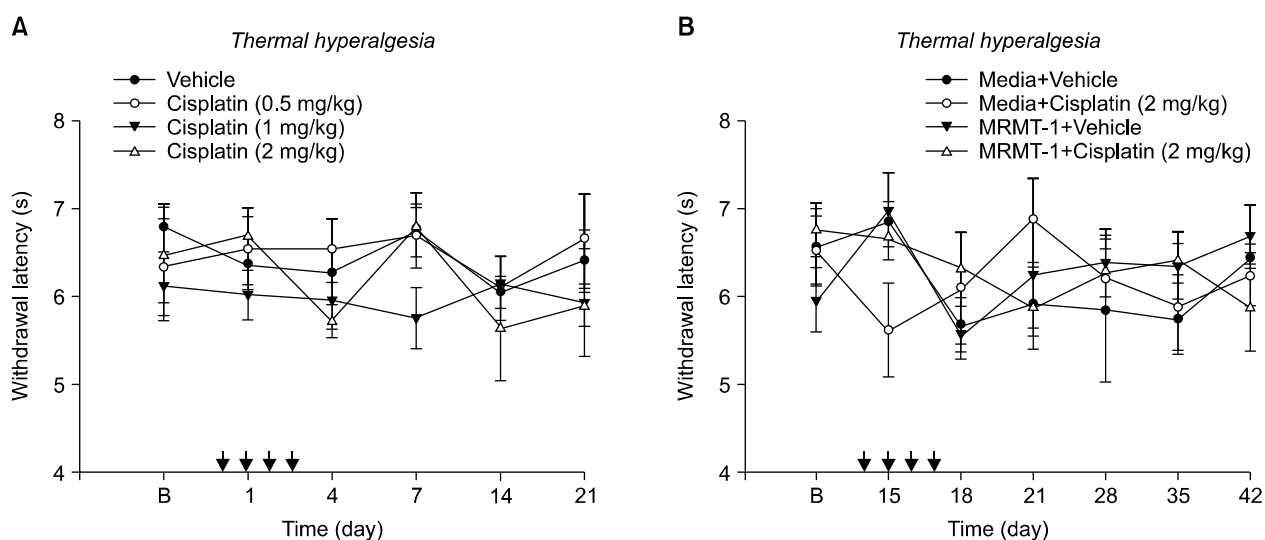 A
Thermal hyperalgesia
Vehicle
Cisplatin (0.5 mg/kg)
Cisplatin (1 mg/kg)
Cisplatin (2 mg/kg)
Withdrawal latency (s)
8
7
6
5
4
B 1 4 7 14 21
Time (day)
B
Thermal hyperalgesia
Media+Vehicle
Media+Cisplatin (2 mg/kg)
MRMT-1+Vehicle
MRMT-1+Cisplatin (2 mg/kg)
Withdrawal latency (s)
8
7
6
5
4
B 15 18 21 28 35 42
Time (day)